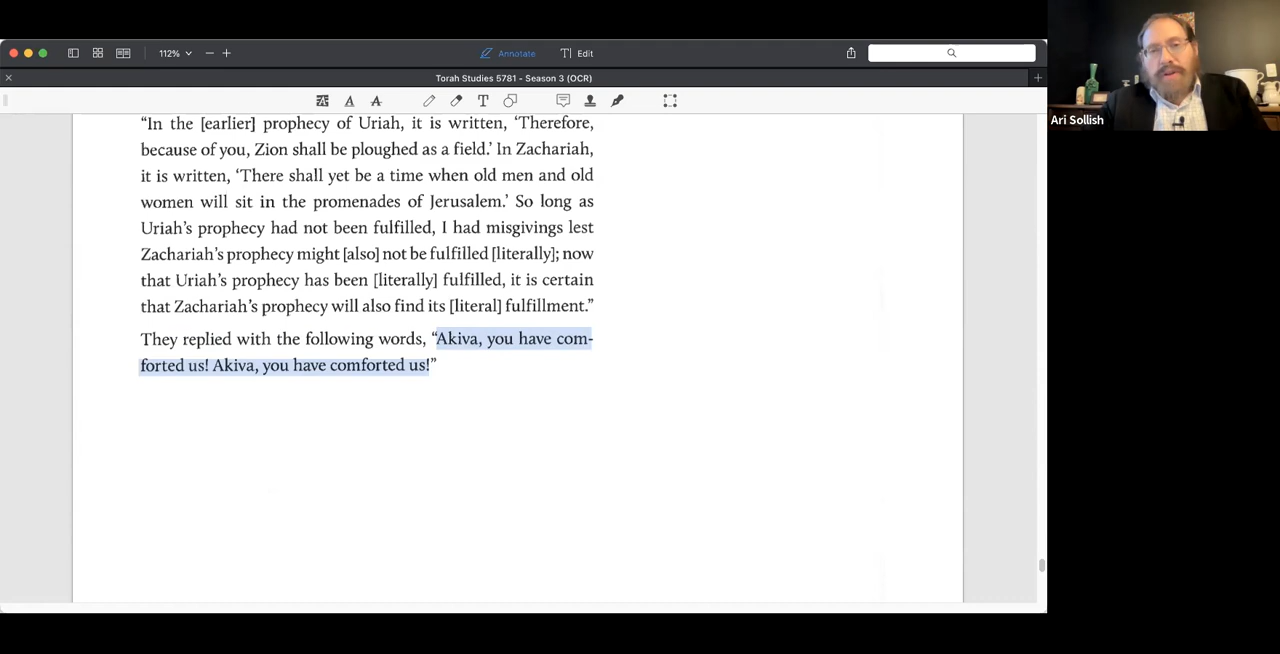 112%
Annotate
Edit
Torah Studies 5781 - Season 3 (OCR)
Ari Sollish
“In the [earlier] prophecy of Uriah, it is written, ‘Therefore,
because of you, Zion shall be ploughed as a field.’ In Zachariah,
it is written, ‘There shall yet be a time when old men and old
women will sit in the promenades of Jerusalem.’ So long as
Uriah’s prophecy had not been fulfilled, I had misgivings lest
Zachariah’s prophecy might [also] not be fulfilled [literally]; now
that Uriah’s prophecy has been [literally] fulfilled, it is certain
that Zachariah’s prophecy will also find its [literal] fulfillment.”
They replied with the following words, “Akiva, you have com-
forted us! Akiva, you have comforted us!”